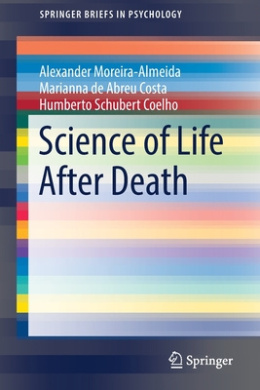 SPRINGER BRIEFS IN PSYCHOLOGY
Alexander Moreira-Almeida
Marianna de Abreu Costa
Humberto Schubert Coelho
Science of Life
After Death
Springer